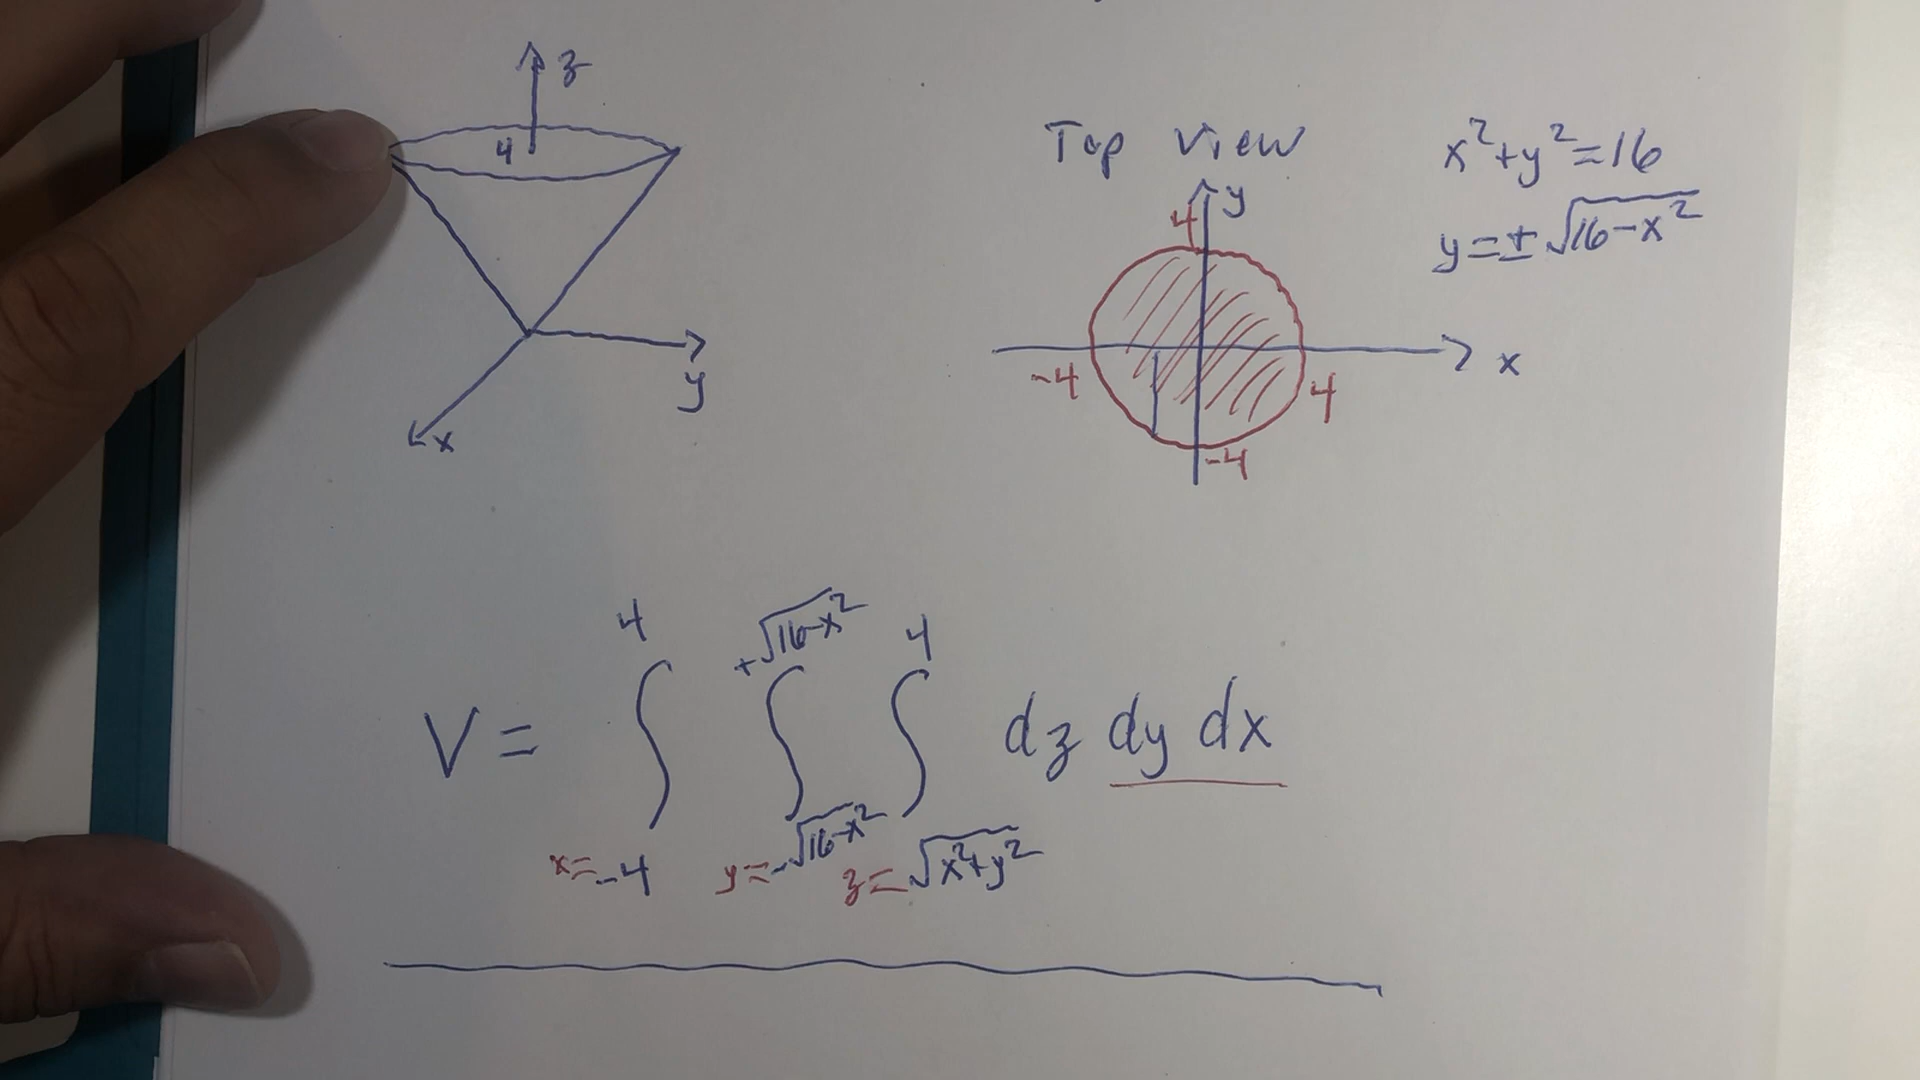 z
4
y
x
Top View
y
4
-4
4
x
-4
x²+y²=16
y=±√16-x²
V = ∫_{x=-4}^{4} ∫_{y=-√16-x²}^{+√16-x²} ∫_{z=√x²+y²}^{4} dz dy dx